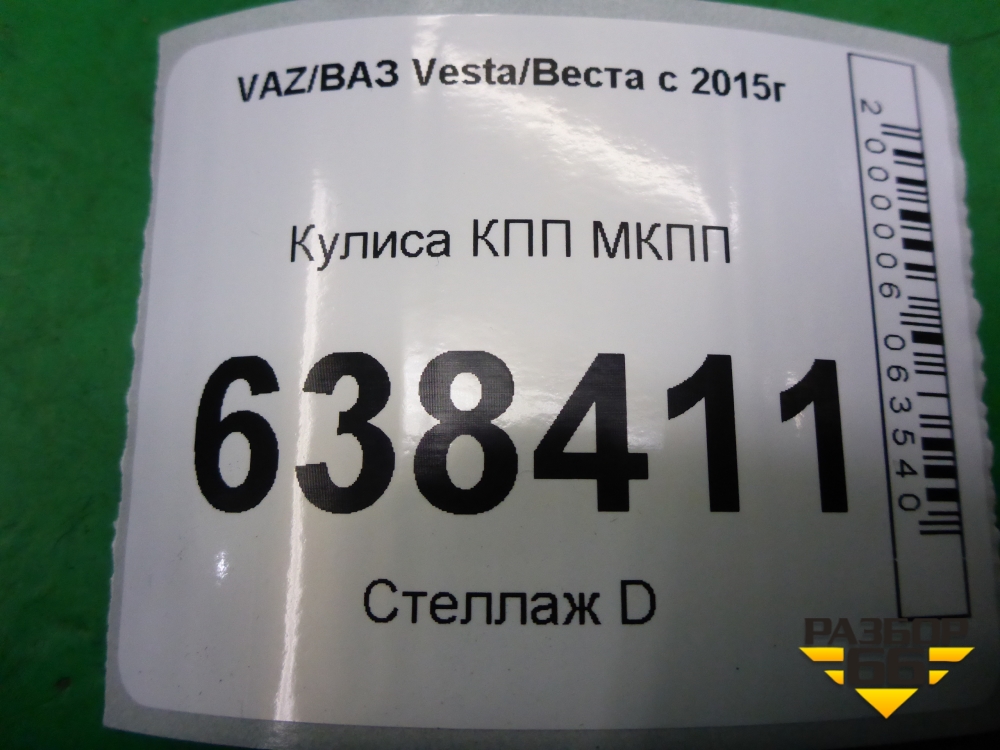 VAZ/ВАЗ Vesta/Веста с 2015г
Кулиса КПП МКПП
638411
Стеллаж D
2000006063540
РАЗБОР
66